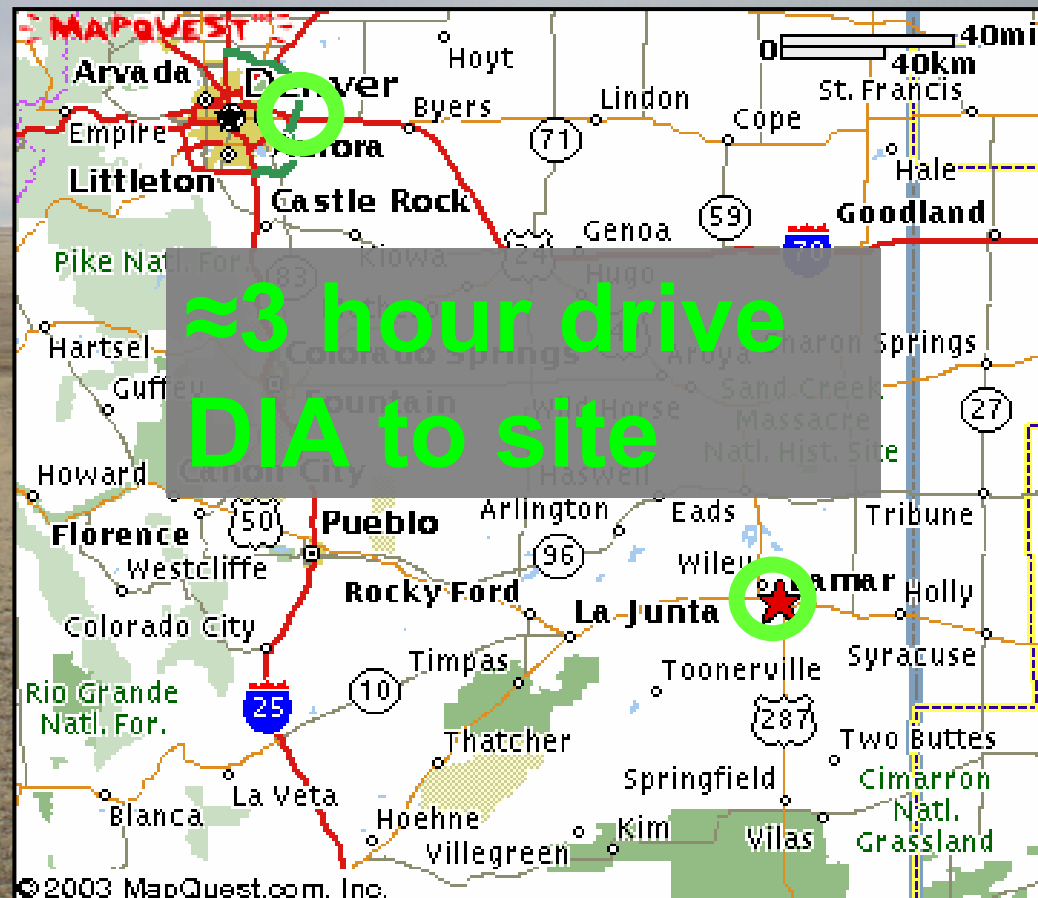 MAPQUEST
0 40mi
40km
Hoyt
Arvada
Denver
St. Francis
Byers
Lindon
Cope
Empire
71
Aurora
Hale
Littleton
Castle Rock
59
Goodland
Genoa
Kiowa
24
70
Pike Natl. For.
83
Hugo
≈3 hour drive
Hartsel
Colorado Springs
Aroya
Sharon Springs
Guffey
Fountain
Wild Horse
Sand Creek
Massacre
Natl. Hist. Site
27
DIA to site
Howard
Canon City
Haswell
50
Pueblo
Arlington
Eads
Tribune
Florence
96
Westcliffe
Wiley
Lamar
Rocky Ford
La Junta
Holly
Colorado City
Timpas
Toonerville
Syracuse
Rio Grande
Natl. For.
25
10
287
Thatcher
Two Buttes
Springfield
Cimarron
Natl.
Grassland
La Veta
Blanca
Hoehne
Kim
Vilas
Villegreen
©2003 MapQuest.com, Inc.